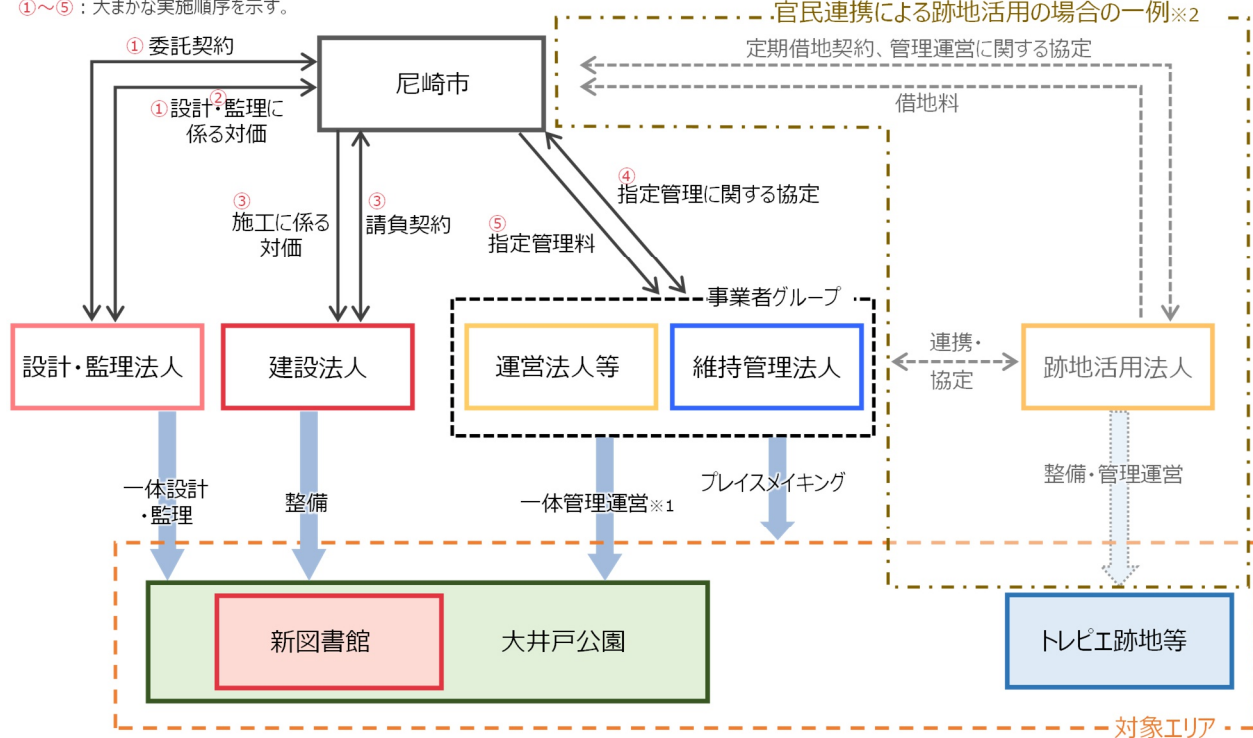 ①～⑤：大まかな実施順序を示す。
官民連携による跡地活用の場合の一例※2
① 委託契約
尼崎市
定期借地契約、管理運営に関する協定
借地料
②
①設計・監理に
係る対価
③
施工に係る
対価
③
請負契約
④
指定管理に関する協定
⑤
指定管理料
事業者グループ
設計・監理法人
建設法人
運営法人等
維持管理法人
連携・
協定
跡地活用法人
一体設計
・監理
整備
一体管理運営※1
プレイスメイキング
整備・管理運営
新図書館
大井戸公園
トレピエ跡地等
対象エリア